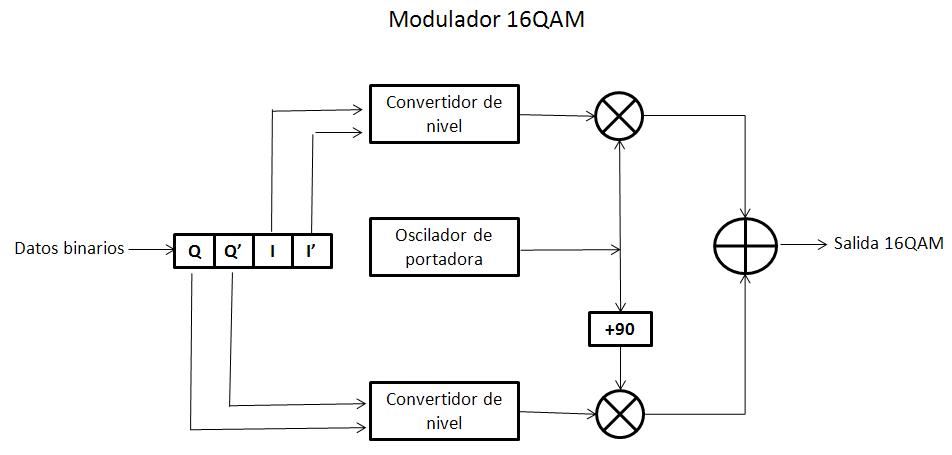 Modulador 16QAM
Convertidor de
nivel
Oscilador de
portadora
Datos binarios
Q Q’ I I’
Salida 16QAM
+90
Convertidor de
nivel